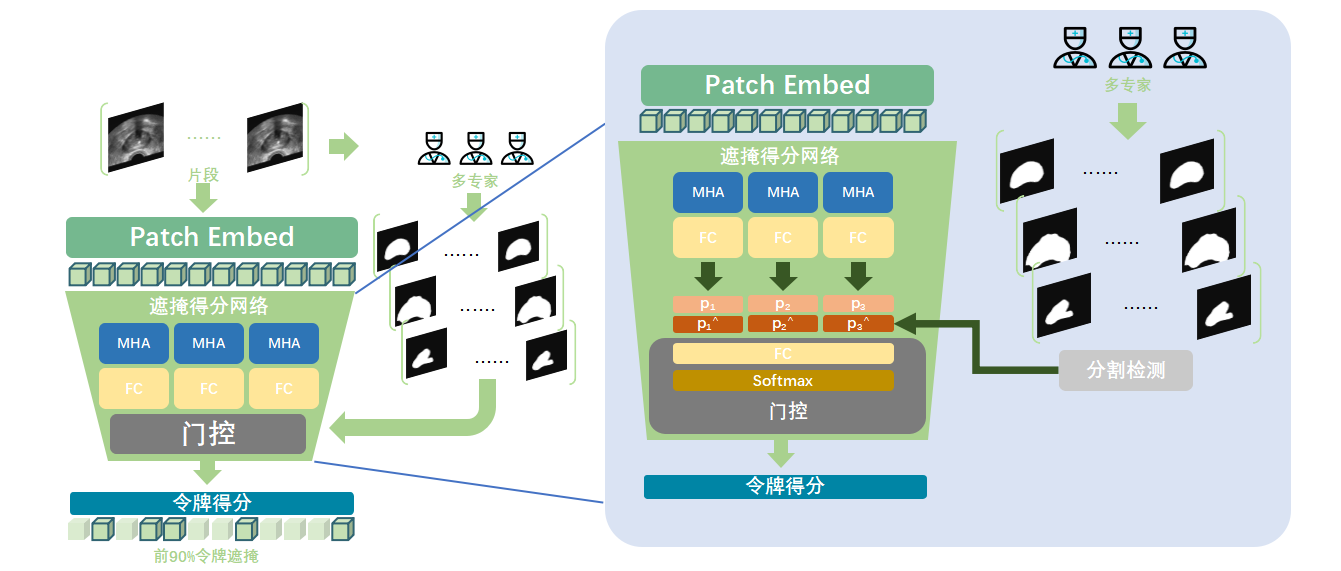 片段
多专家
Patch Embed
遮掩得分网络
MHA MHA MHA
FC FC FC
门控
令牌得分
前90%令牌遮掩
Patch Embed
遮掩得分网络
MHA MHA MHA
FC FC FC
p₁ p₂ p₃
p₁^ p₂^ p₃^
FC
Softmax
门控
令牌得分
多专家
分割检测